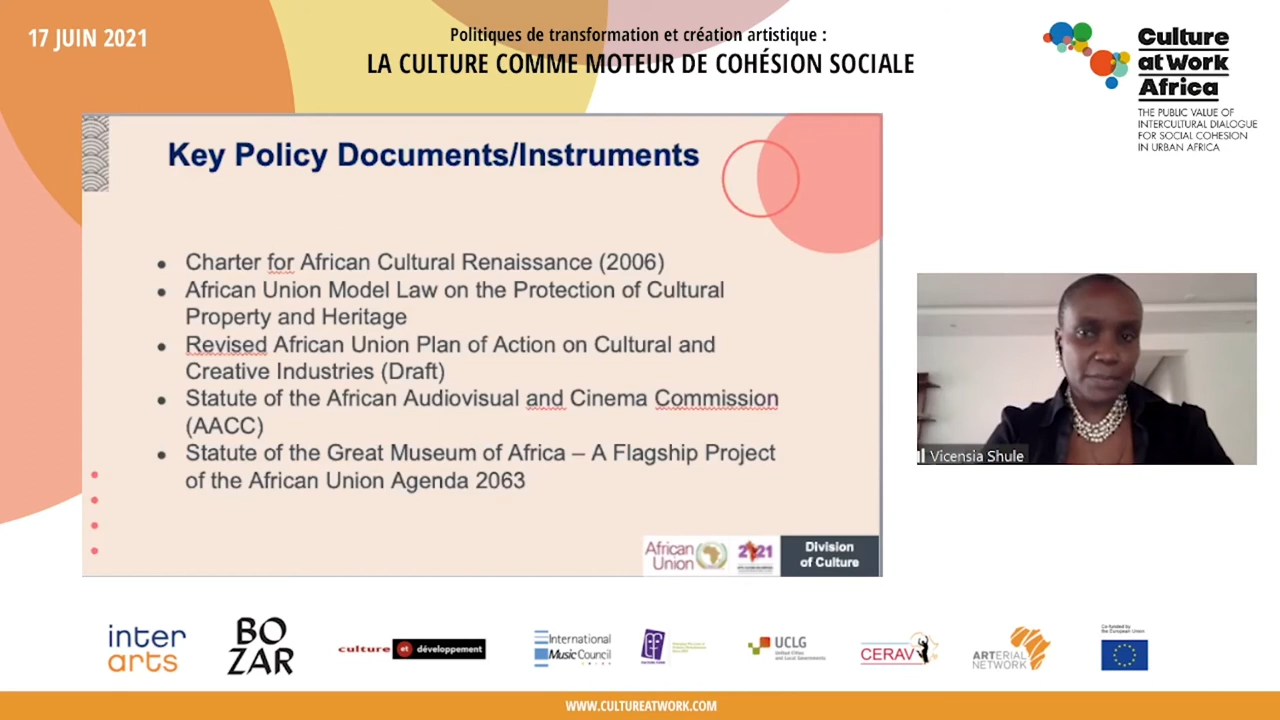 17 JUIN 2021
Politiques de transformation et création artistique :
LA CULTURE COMME MOTEUR DE COHÉSION SOCIALE
Culture
at Work
Africa
THE PUBLIC VALUE OF
INTERCULTURAL DIALOGUE
FOR SOCIAL COHESION
IN URBAN AFRICA
Key Policy Documents/Instruments
• Charter for African Cultural Renaissance (2006)
• African Union Model Law on the Protection of Cultural
Property and Heritage
• Revised African Union Plan of Action on Cultural and
Creative Industries (Draft)
• Statute of the African Audiovisual and Cinema Commission
(AACC)
• Statute of the Great Museum of Africa – A Flagship Project
of the African Union Agenda 2063
African
Union
2021
Division
of Culture
Vicensia Shule
inter
arts
BO
ZAR
culture et développement
International
Music Council
UCLG
United Cities
and Local Governments
CERAV
ARTERIAL
NETWORK
Co-funded by
the European Union
WWW.CULTUREATWORK.COM